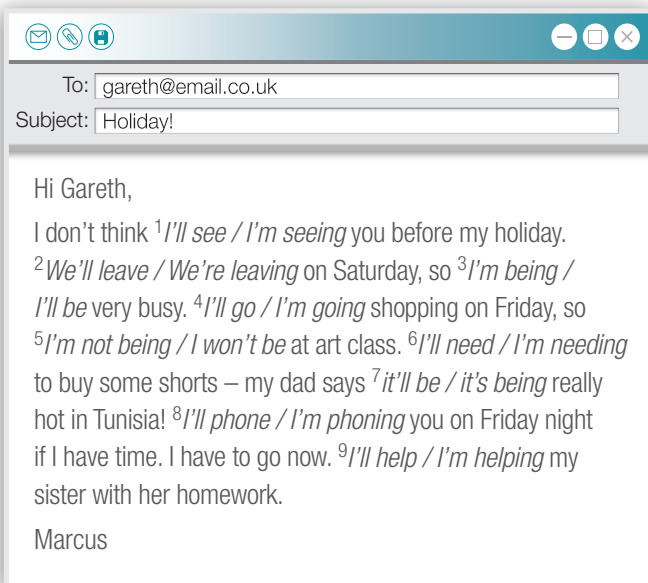 To: gareth@email.co.uk
Subject: Holiday!
Hi Gareth,
I don't think ¹I'll see / I'm seeing you before my holiday.
²We'll leave / We're leaving on Saturday, so ³I'm being /
I'll be very busy. ⁴I'll go / I'm going shopping on Friday, so
⁵I'm not being / I won't be at art class. ⁶I'll need / I'm needing
to buy some shorts – my dad says ⁷it'll be / it's being really
hot in Tunisia! ⁸I'll phone / I'm phoning you on Friday night
if I have time. I have to go now. ⁹I'll help / I'm helping my
sister with her homework.
Marcus